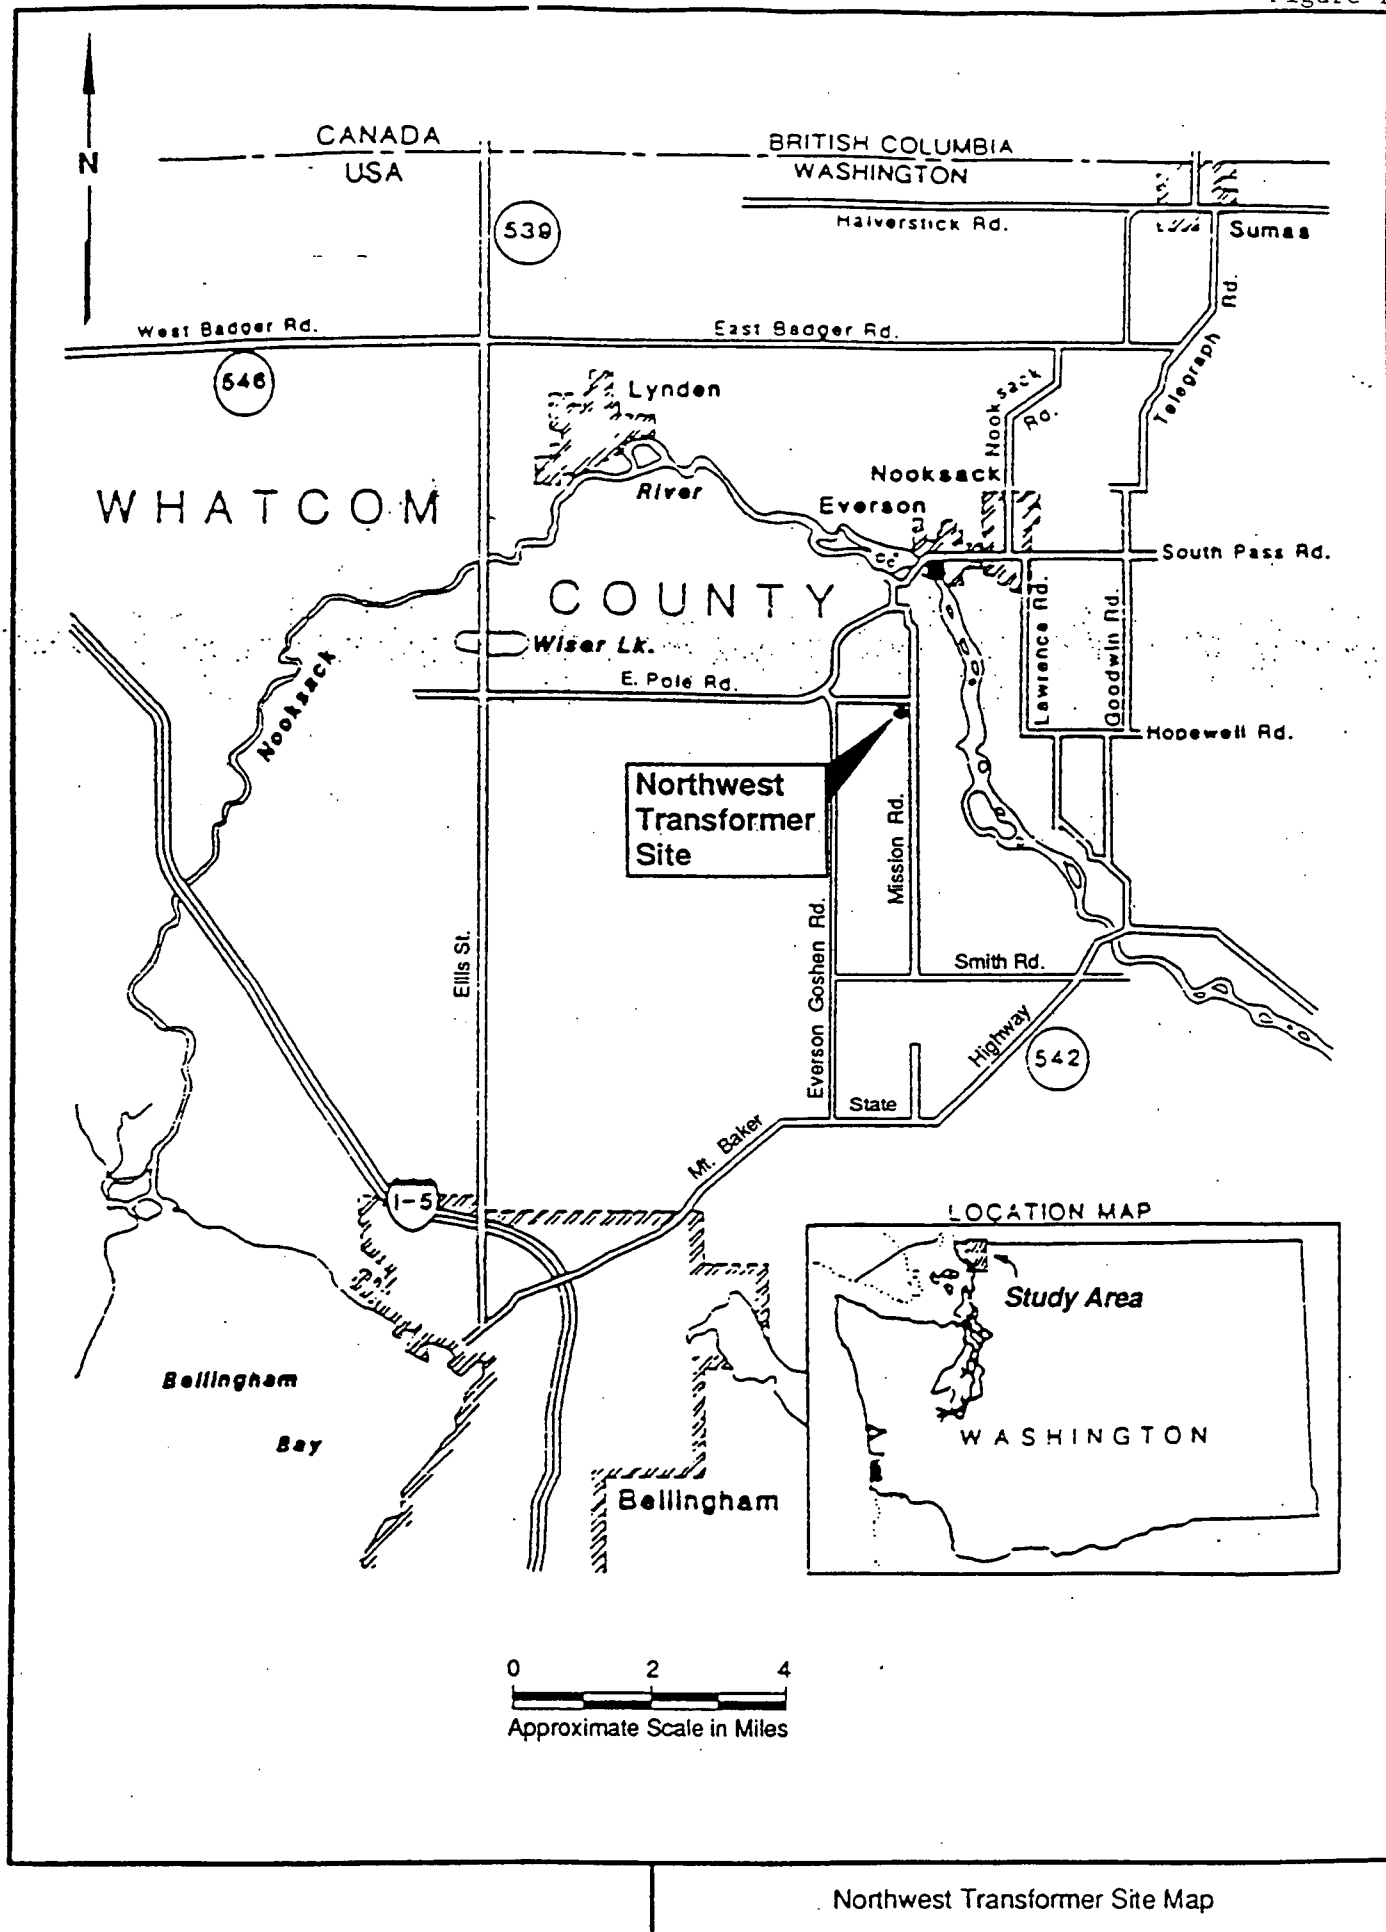 Figure
CANADA
USA
BRITISH COLUMBIA
WASHINGTON
N
539
Halverstick Rd.
Sumas
West Badger Rd.
East Badger Rd.
Telegraph Rd.
546
Lynden
Nooksack Rd.
Nooksack
River
Everson
WHATCOM
South Pass Rd.
COUNTY
Wiser Lk.
Lawrence Rd.
Goodwin Rd.
E. Pole Rd.
Nooksack
Hopewell Rd.
Northwest
Transformer
Site
Mission Rd.
Ellis St.
Everson Goshen Rd.
Smith Rd.
Highway
542
State
Mt. Baker
I-5
LOCATION MAP
Study Area
WASHINGTON
Bellingham
Bay
Bellingham
0 2 4
Approximate Scale in Miles
Northwest Transformer Site Map